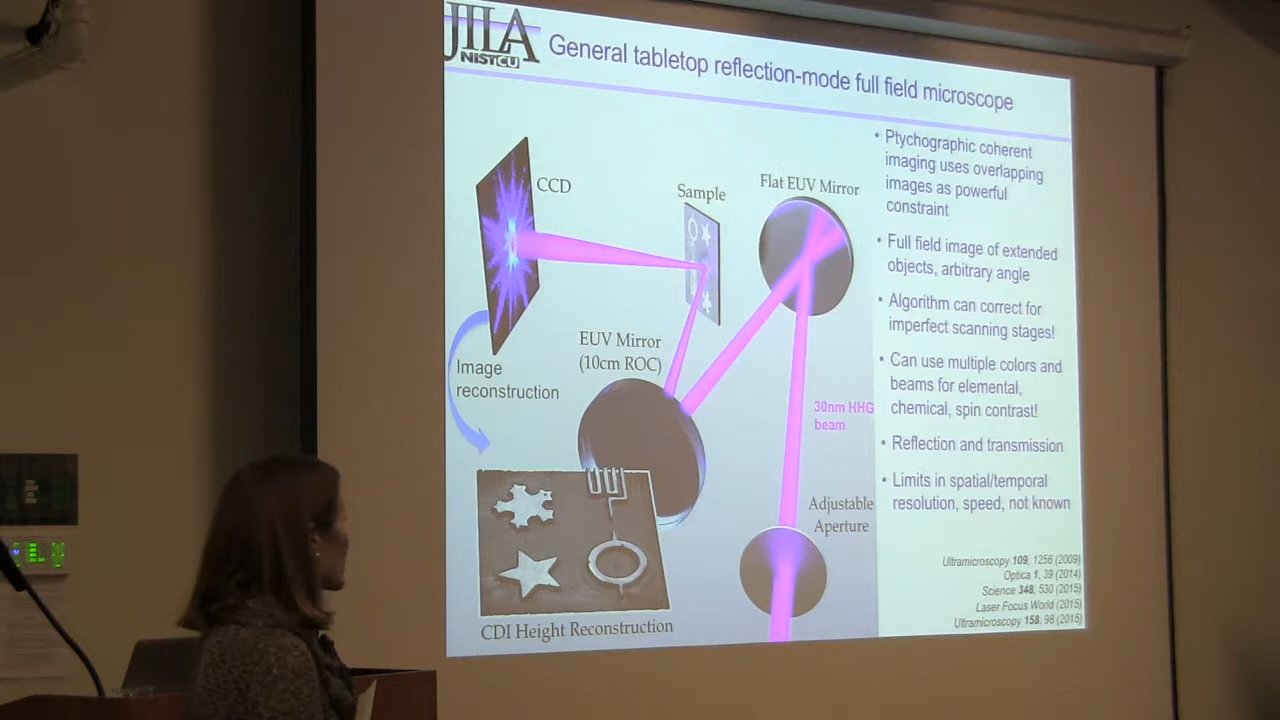 JILA
NIST CU
General tabletop reflection-mode full field microscope
CCD
Sample
Flat EUV Mirror
EUV Mirror
(10cm ROC)
Image
reconstruction
30nm HHG
beam
Adjustable
Aperture
CDI Height Reconstruction
• Ptychographic coherent
imaging uses overlapping
images as powerful
constraint
• Full field image of extended
objects, arbitrary angle
• Algorithm can correct for
imperfect scanning stages!
• Can use multiple colors and
beams for elemental,
chemical, spin contrast!
• Reflection and transmission
• Limits in spatial/temporal
resolution, speed, not known
Ultramicroscopy 109, 1256 (2009)
Optica 1, 39 (2014)
Science 348, 530 (2015)
Laser Focus World (2015)
Ultramicroscopy 158, 98 (2015)